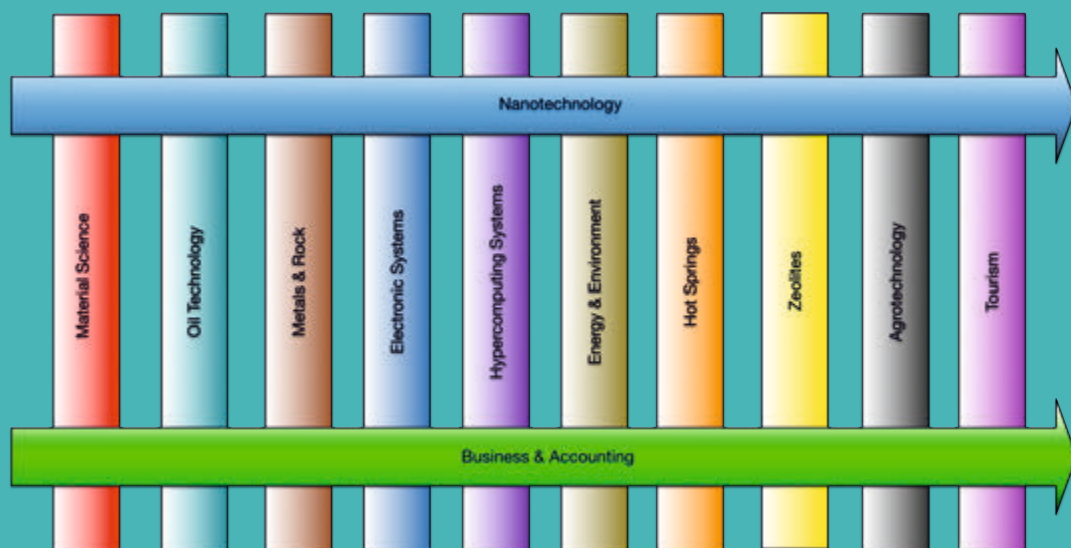 Nanotechnology
Material Science
Oil Technology
Metals & Rock
Electronic Systems
Hypercomputing Systems
Energy & Environment
Hot Springs
Zeolites
Agrotechnology
Tourism
Business & Accounting